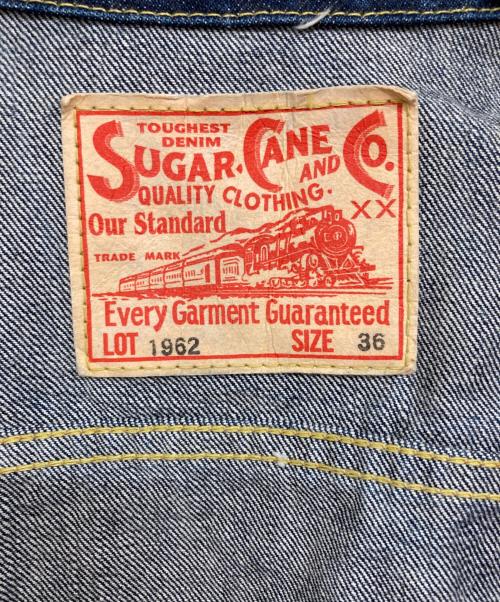 TOUGHEST
DENIM
SUGAR. CANE CO.
AND
QUALITY CLOTHING.
Our Standard XX
TRADE MARK
Every Garment Guaranteed
LOT 1962 SIZE 36